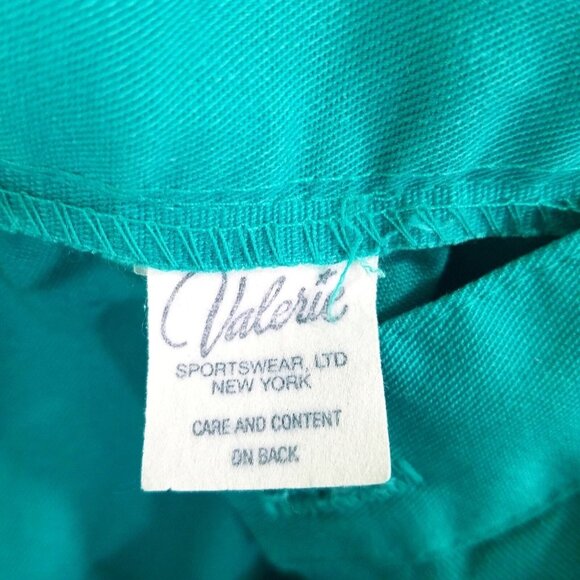 Valerie
SPORTSWEAR, LTD
NEW YORK
CARE AND CONTENT
ON BACK